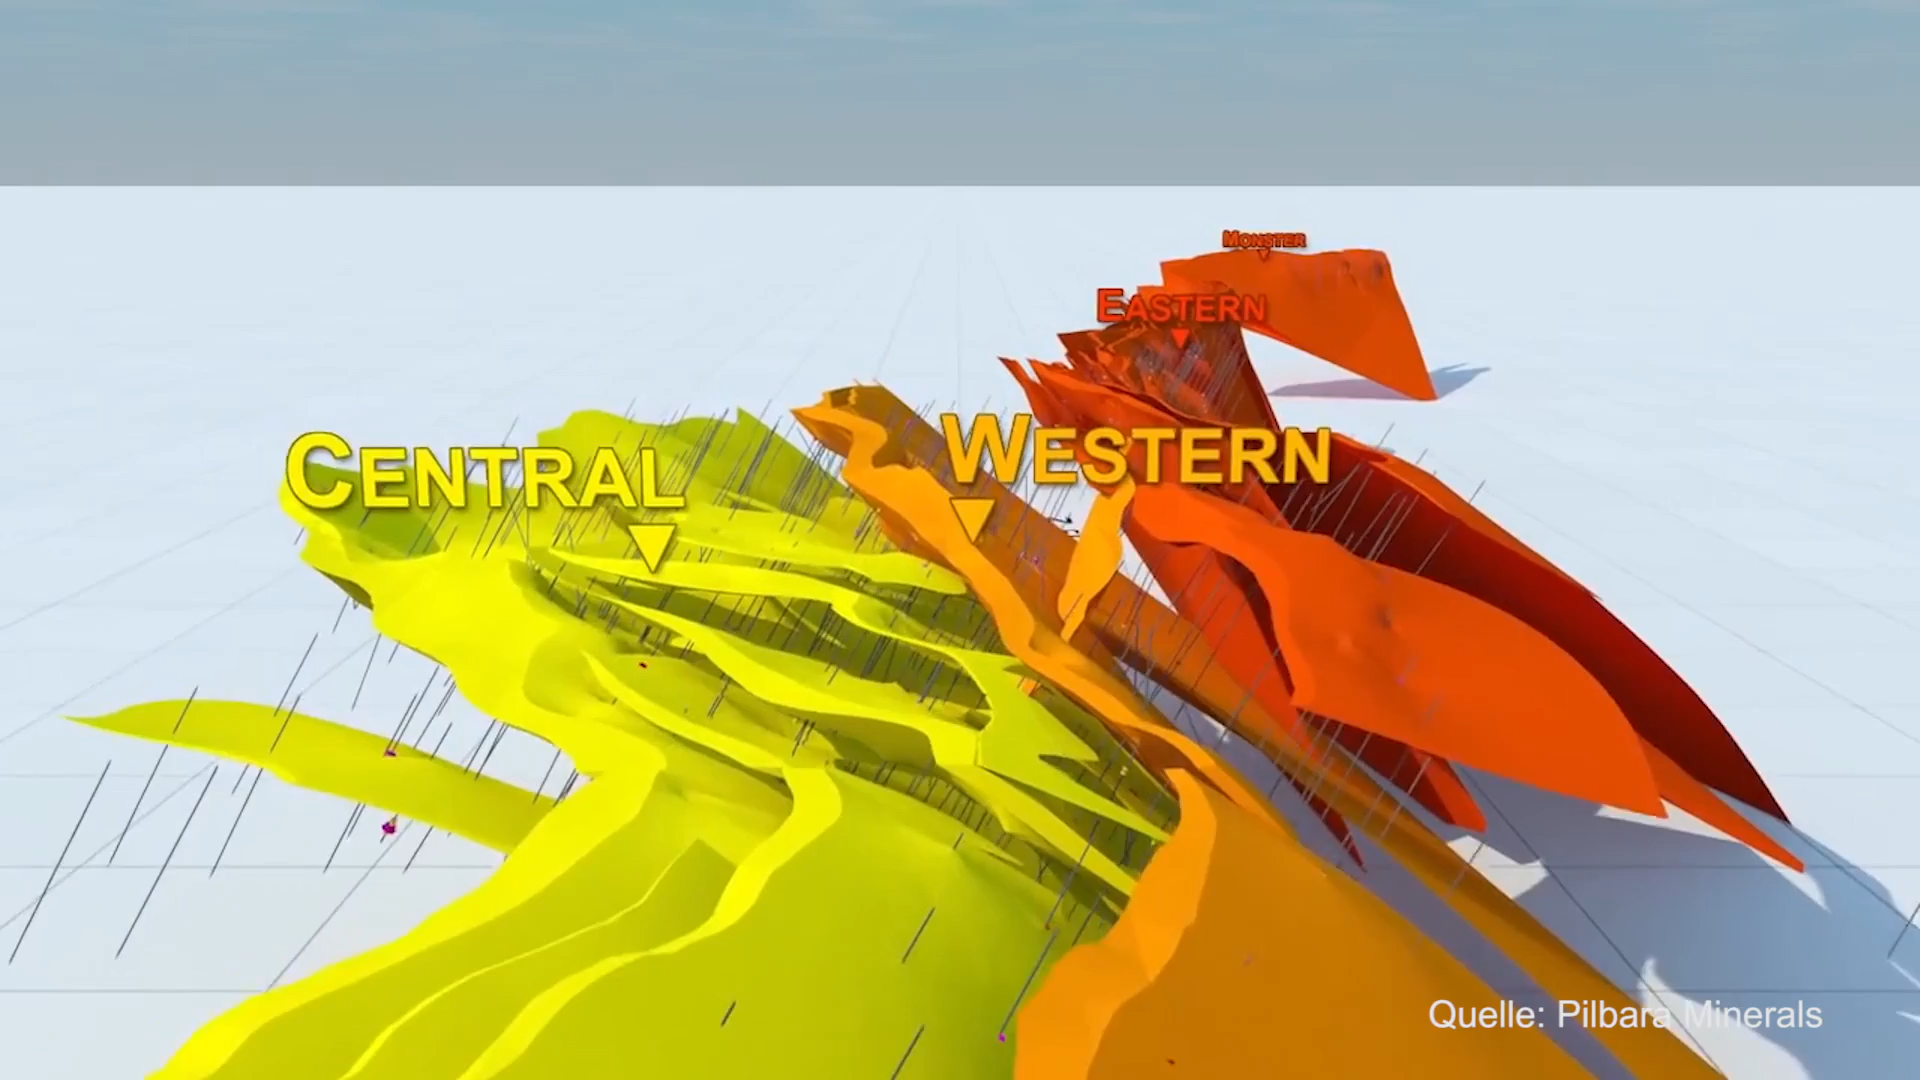 MONSTER
EASTERN
CENTRAL
WESTERN
Quelle: Pilbara Minerals